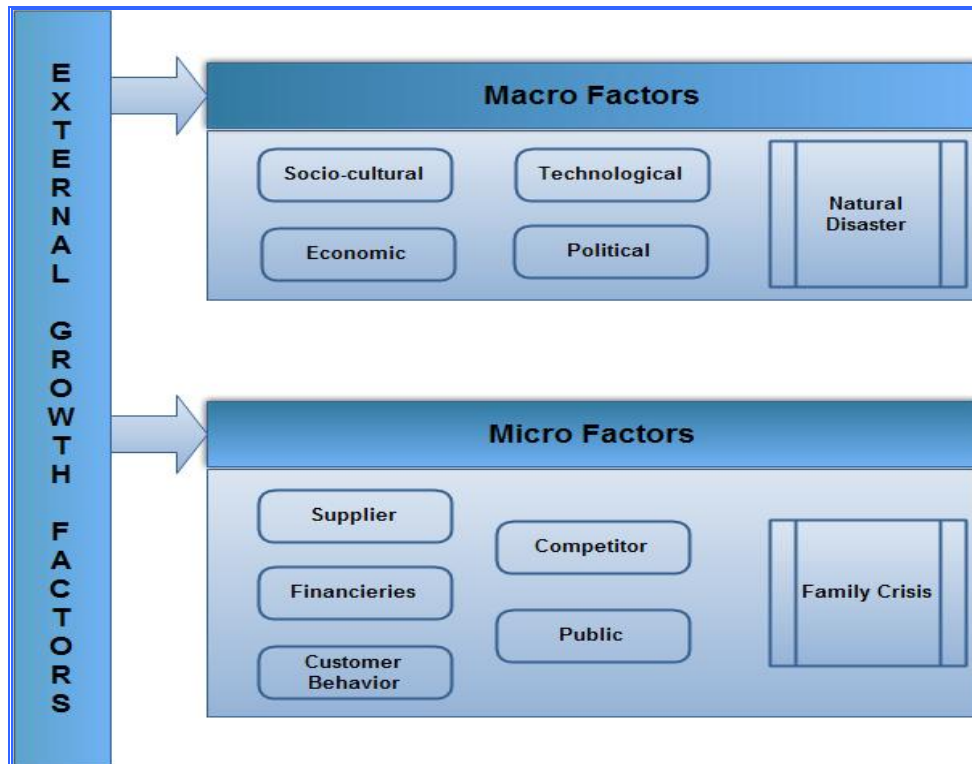 EXTERNAL GROWTH FACTORS
Macro Factors
Socio-cultural
Technological
Economic
Political
Natural
Disaster
Micro Factors
Supplier
Competitor
Financieries
Public
Customer
Behavior
Family Crisis